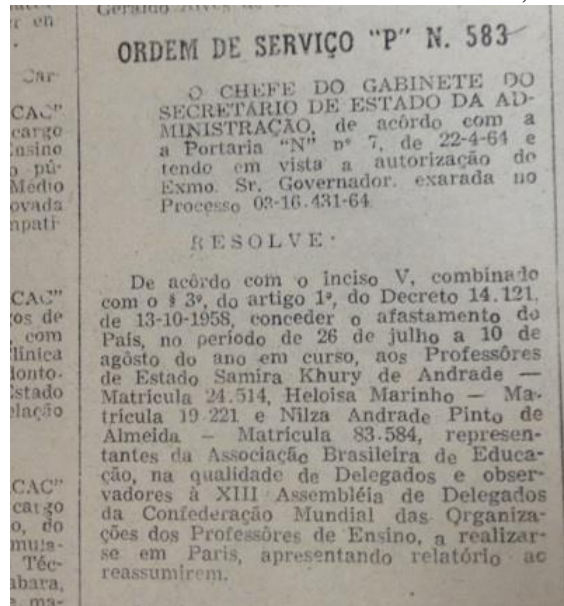 ORDEM DE SERVIÇO "P" N. 583
O CHEFE DO GABINETE DO
SECRETÁRIO DE ESTADO DA AD-
MINISTRAÇÃO, de acôrdo com a
a Portaria "N" nº 7, de 22-4-64 e
tendo em vista a autorização do
Exmo. Sr. Governador. exarada no
Processo 03-16.431-64
RESOLVE:
De acôrdo com o inciso V, combinado
com o § 3º, do artigo 1º, do Decreto 14.121,
de 13-10-1958, conceder o afastamento do
País, no período de 26 de julho a 10 de
agôsto do ano em curso, aos Professôres
de Estado Samira Khury de Andrade —
Matricula 24.514, Heloisa Marinho — Ma-
tricula 19.221 e Nilza Andrade Pinto de
Almeida — Matrícula 83.584, represen-
tantes da Associação Brasileira de Educa-
ção, na qualidade de Delegados e obser-
vadores à XIII Assembléia de Delegados
da Confederação Mundial das Organiza-
ções dos Professôres de Ensino, a realizar-
se em Paris, apresentando relatório ao
reassumirem.